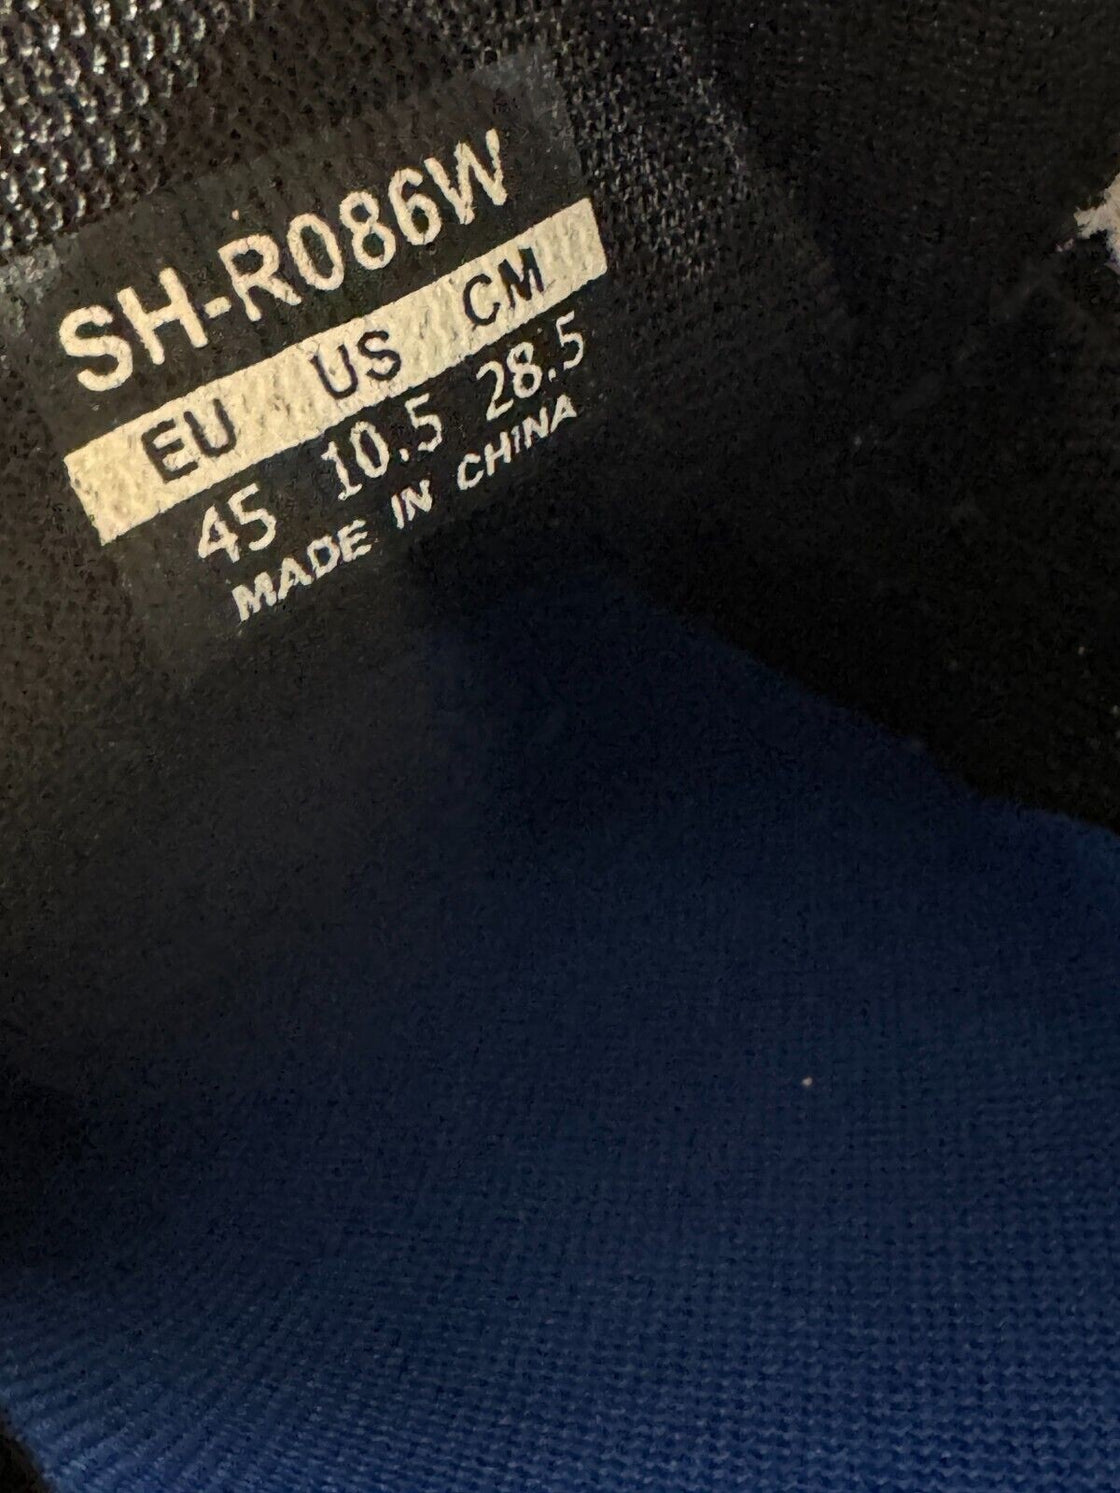 SH-R086W
EU US CM
45 10.5 28.5
MADE IN CHINA